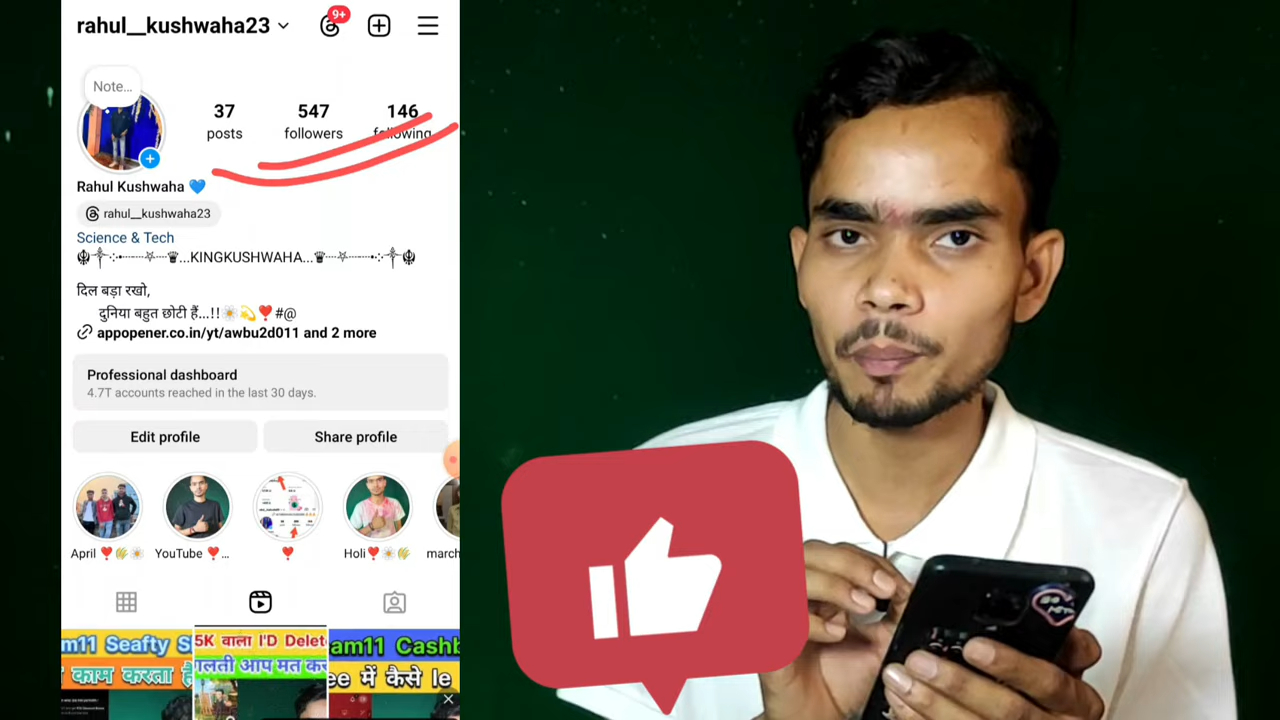 rahul__kushwaha23
9+
Note...
37 547 146
posts followers following
Rahul Kushwaha 💙
rahul__kushwaha23
Science & Tech
☬⸎⁘•┈┈⛧┈♛...KINGKUSHWAHA...♛┈⛧┈┈•⁘⸎☬
दिल बड़ा रखो,
दुनिया बहुत छोटी हैं...!!☀️💫❣️#@
appopener.co.in/yt/awbu2d011 and 2 more
Professional dashboard
4.7T accounts reached in the last 30 days.
Edit profile Share profile
April ❣️👏☀️ YouTube ❣️... ❣️ Holi❣️☀️👏 march
m11 Seafty S 5K वाला I'D Delet am11 Cashb
काम करता है गलती आप मत कर ee में कैसे le